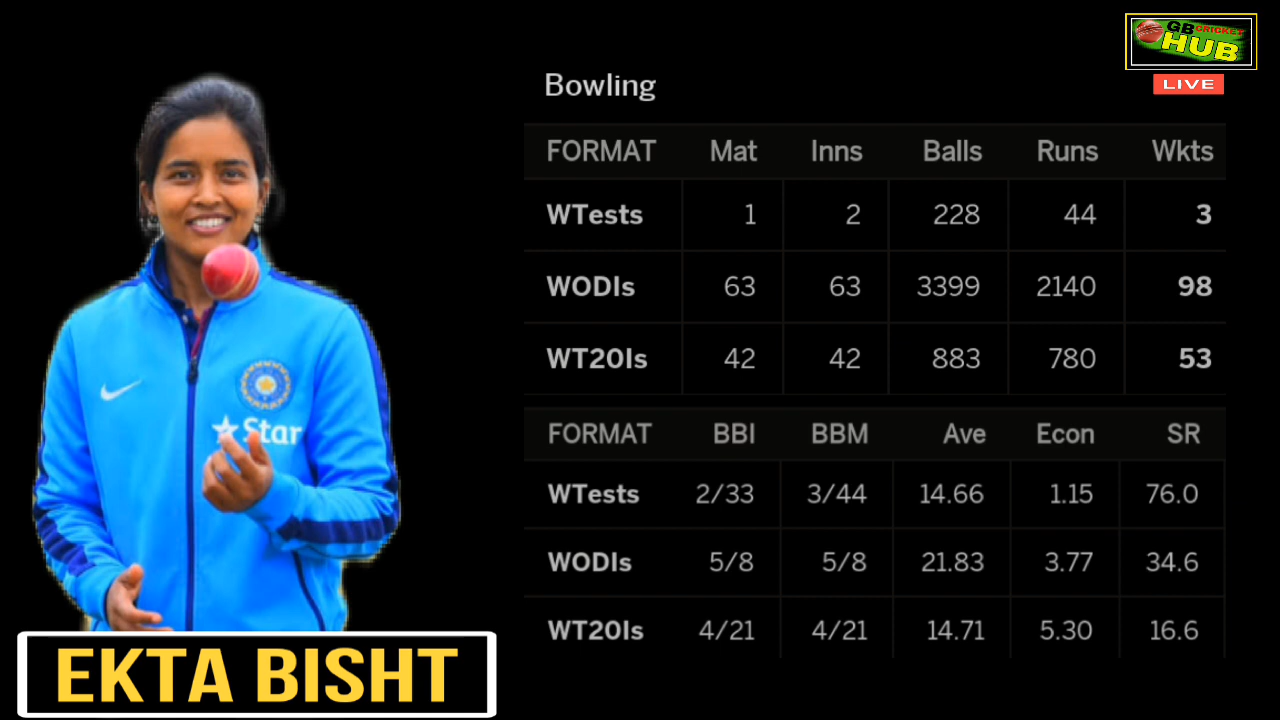 GB CRICKET
HUB
LIVE
Bowling
FORMAT Mat Inns Balls Runs Wkts
WTests 1 2 228 44 3
WODIs 63 63 3399 2140 98
WT20Is 42 42 883 780 53
FORMAT BBI BBM Ave Econ SR
WTests 2/33 3/44 14.66 1.15 76.0
WODIs 5/8 5/8 21.83 3.77 34.6
WT20Is 4/21 4/21 14.71 5.30 16.6
Star
EKTA BISHT